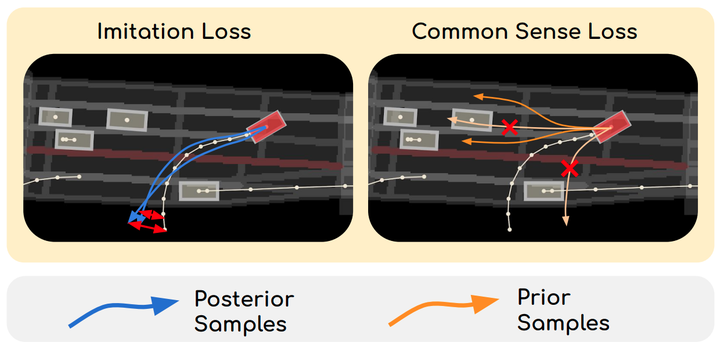 Imitation Loss
Common Sense Loss
Posterior
Samples
Prior
Samples